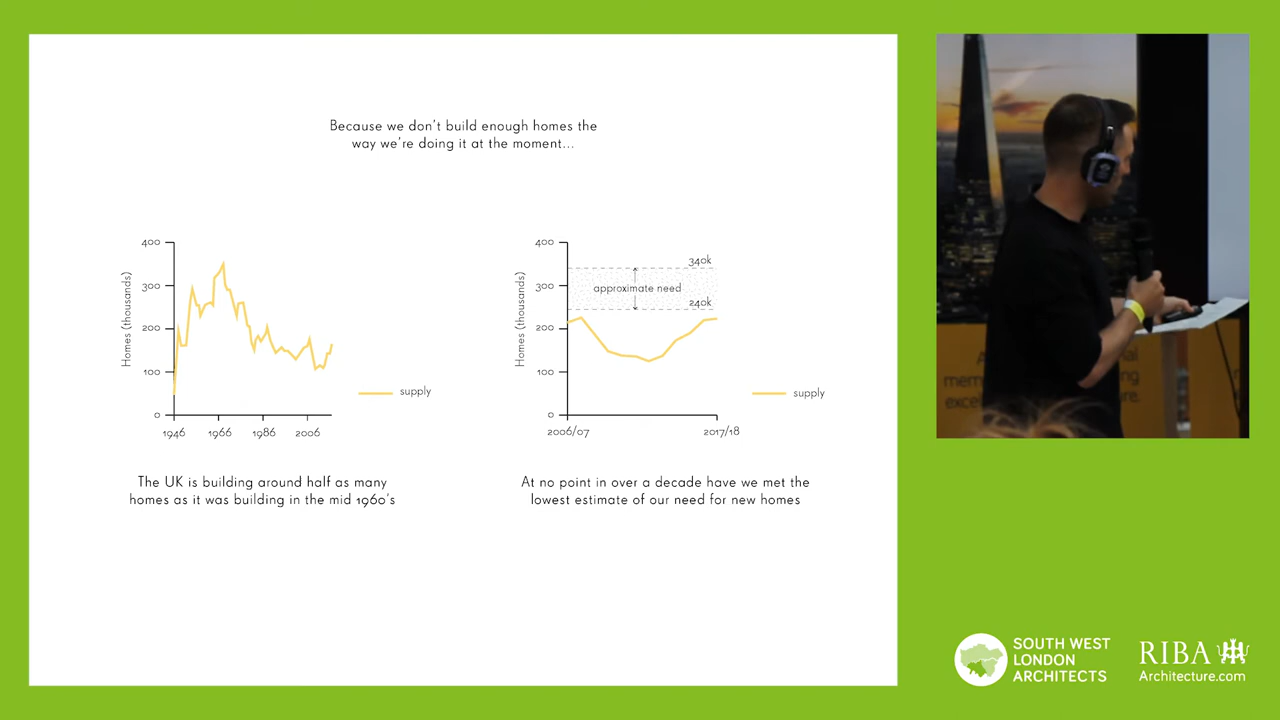 Because we don't build enough homes the
way we're doing it at the moment...
400
300
200
100
0
Homes (thousands)
1946
1966
1986
2006
supply
The UK is building around half as many
homes as it was building in the mid 1960's
400
300
200
100
0
Homes (thousands)
340k
approximate need
240k
2006/07
2017/18
supply
At no point in over a decade have we met the
lowest estimate of our need for new homes
SOUTH WEST
LONDON
ARCHITECTS
RIBA
Architecture.com